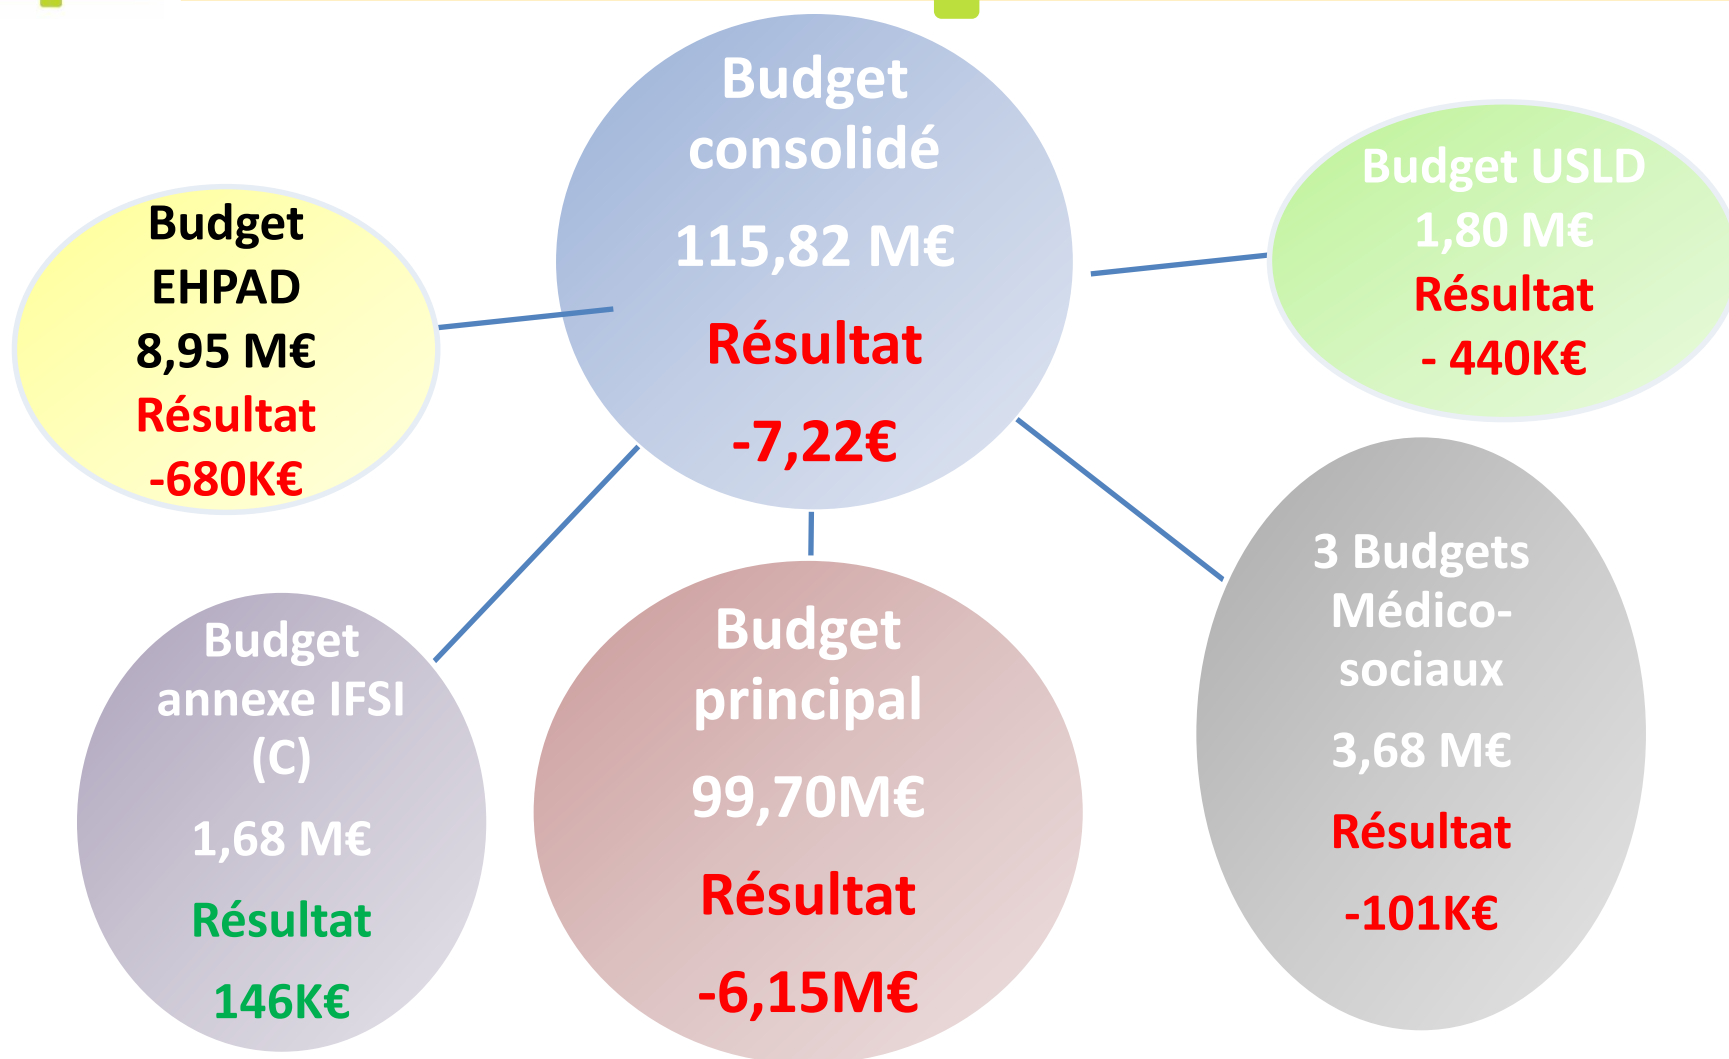 Budget
consolidé
115,82 M€
Résultat
-7,22€
Budget
EHPAD
8,95 M€
Résultat
-680K€
Budget USLD
1,80 M€
Résultat
- 440K€
Budget
annexe IFSI
(C)
1,68 M€
Résultat
146K€
Budget
principal
99,70M€
Résultat
-6,15M€
3 Budgets
Médico-
sociaux
3,68 M€
Résultat
-101K€